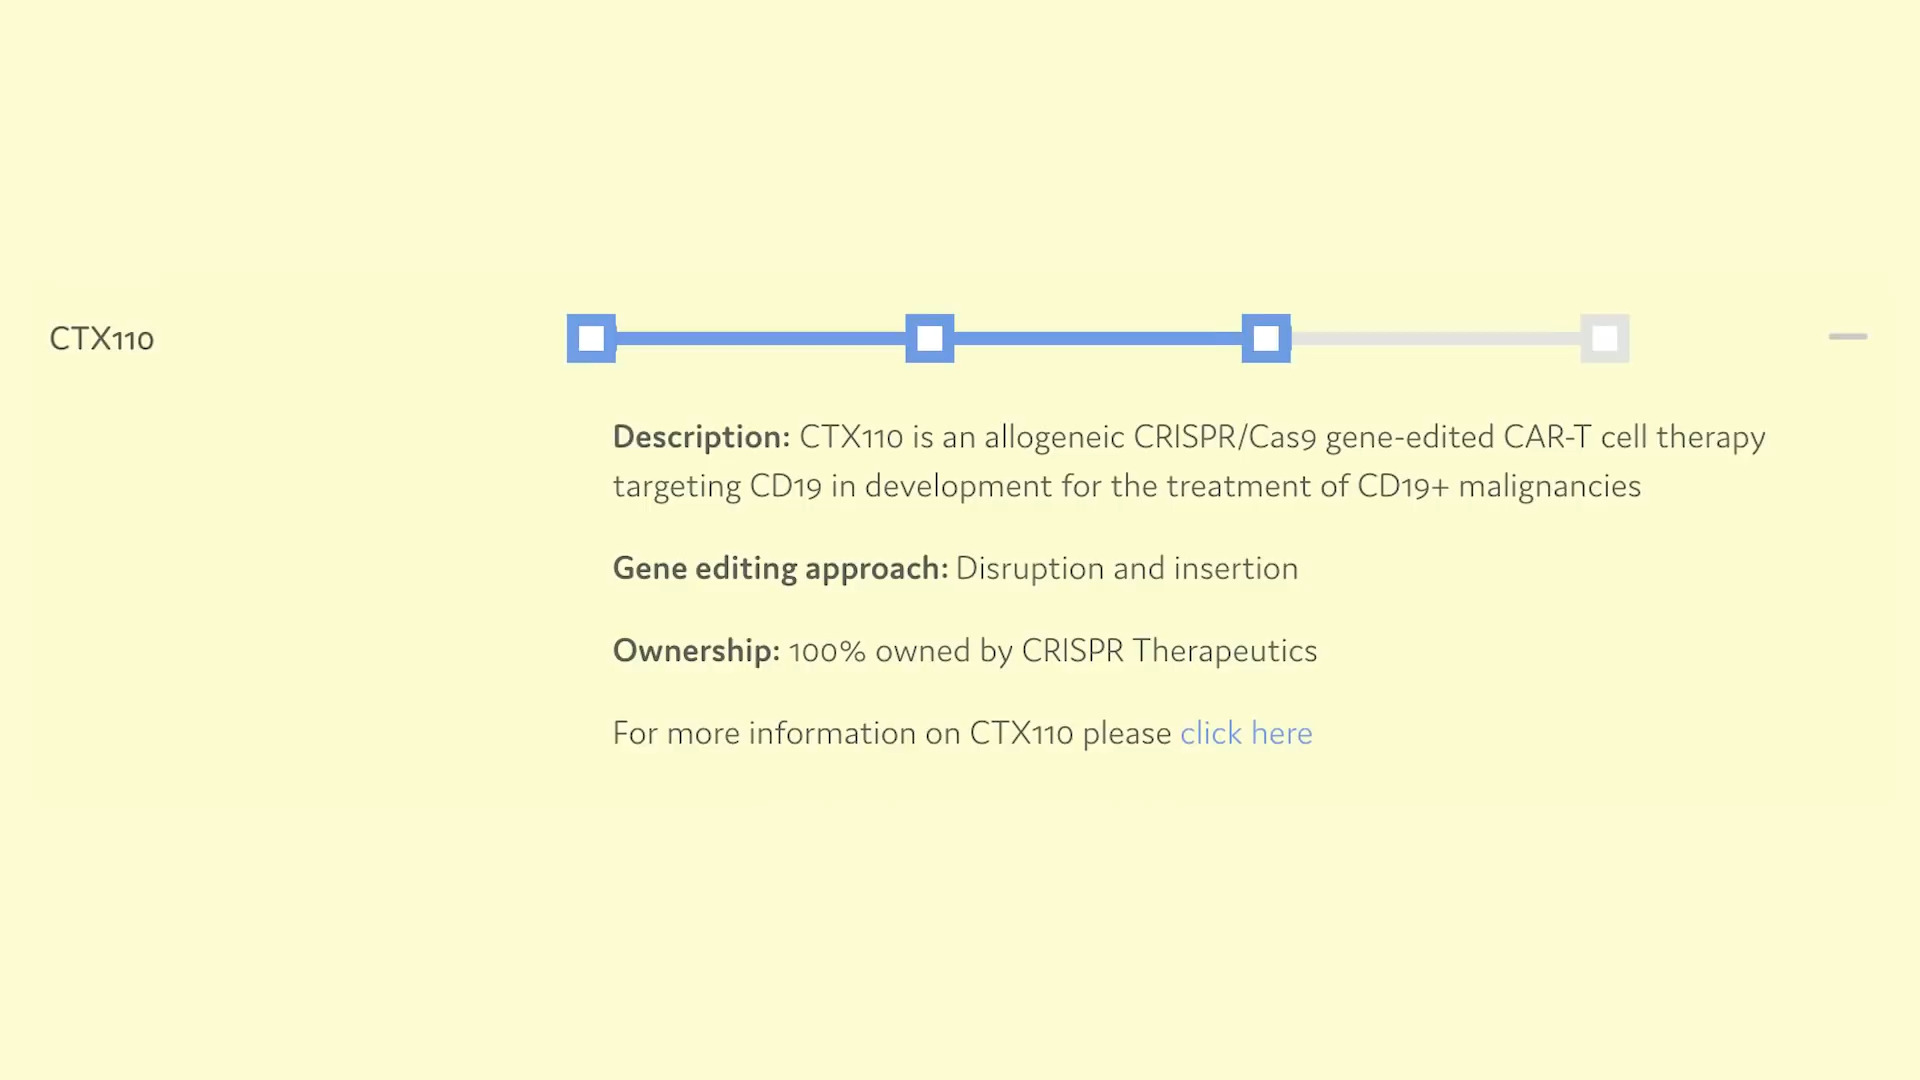 CTX110
Description: CTX110 is an allogeneic CRISPR/Cas9 gene-edited CAR-T cell therapy
targeting CD19 in development for the treatment of CD19+ malignancies
Gene editing approach: Disruption and insertion
Ownership: 100% owned by CRISPR Therapeutics
For more information on CTX110 please click here